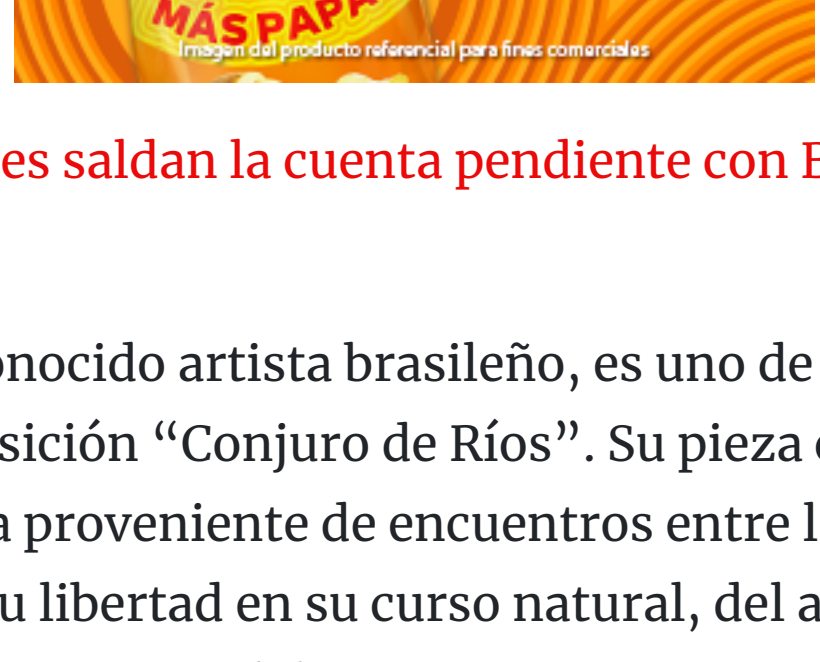 MÁS PAPA
Imagen del producto referencial para fines comerciales
es saldan la cuenta pendiente con
onocido artista brasileño, es uno de
sición “Conjuro de Ríos”. Su pieza
a proveniente de encuentros entre l
u libertad en su curso natural, del a